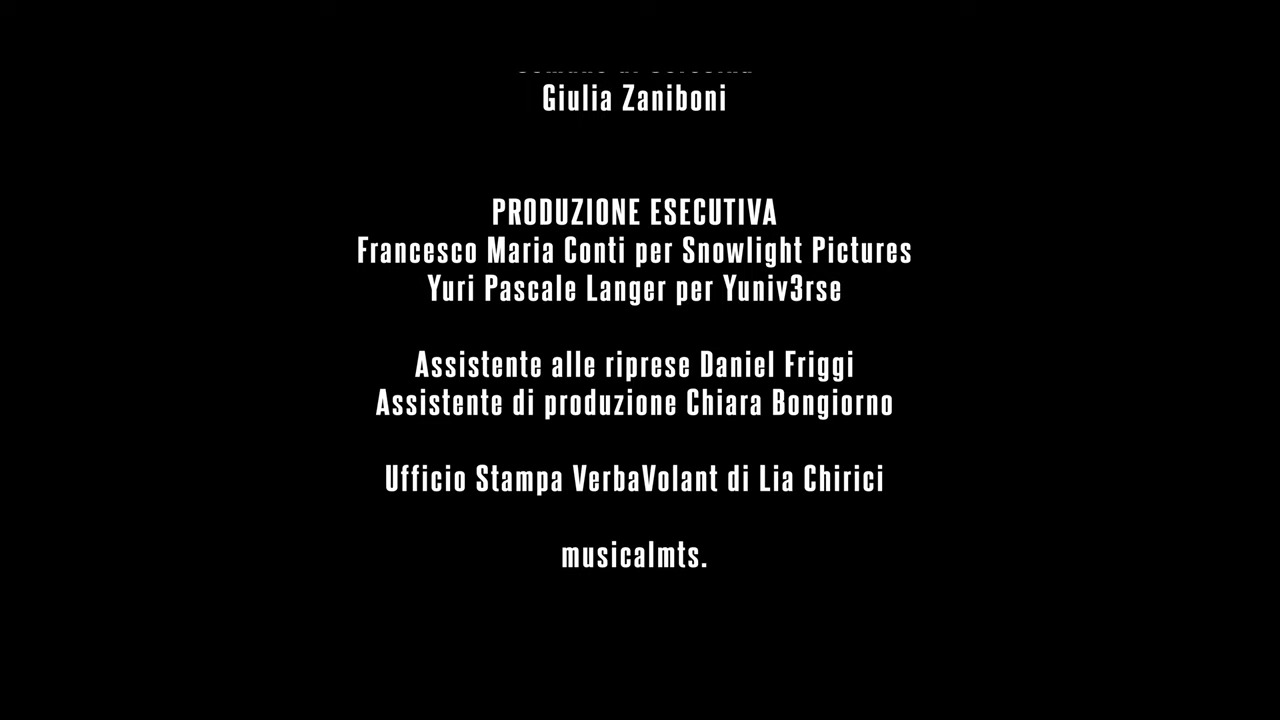 Giulia Zaniboni
PRODUZIONE ESECUTIVA
Francesco Maria Conti per Snowlight Pictures
Yuri Pascale Langer per Yuniv3rse
Assistente alle riprese Daniel Friggi
Assistente di produzione Chiara Bongiorno
Ufficio Stampa VerbaVolant di Lia Chirici
musicalmts.